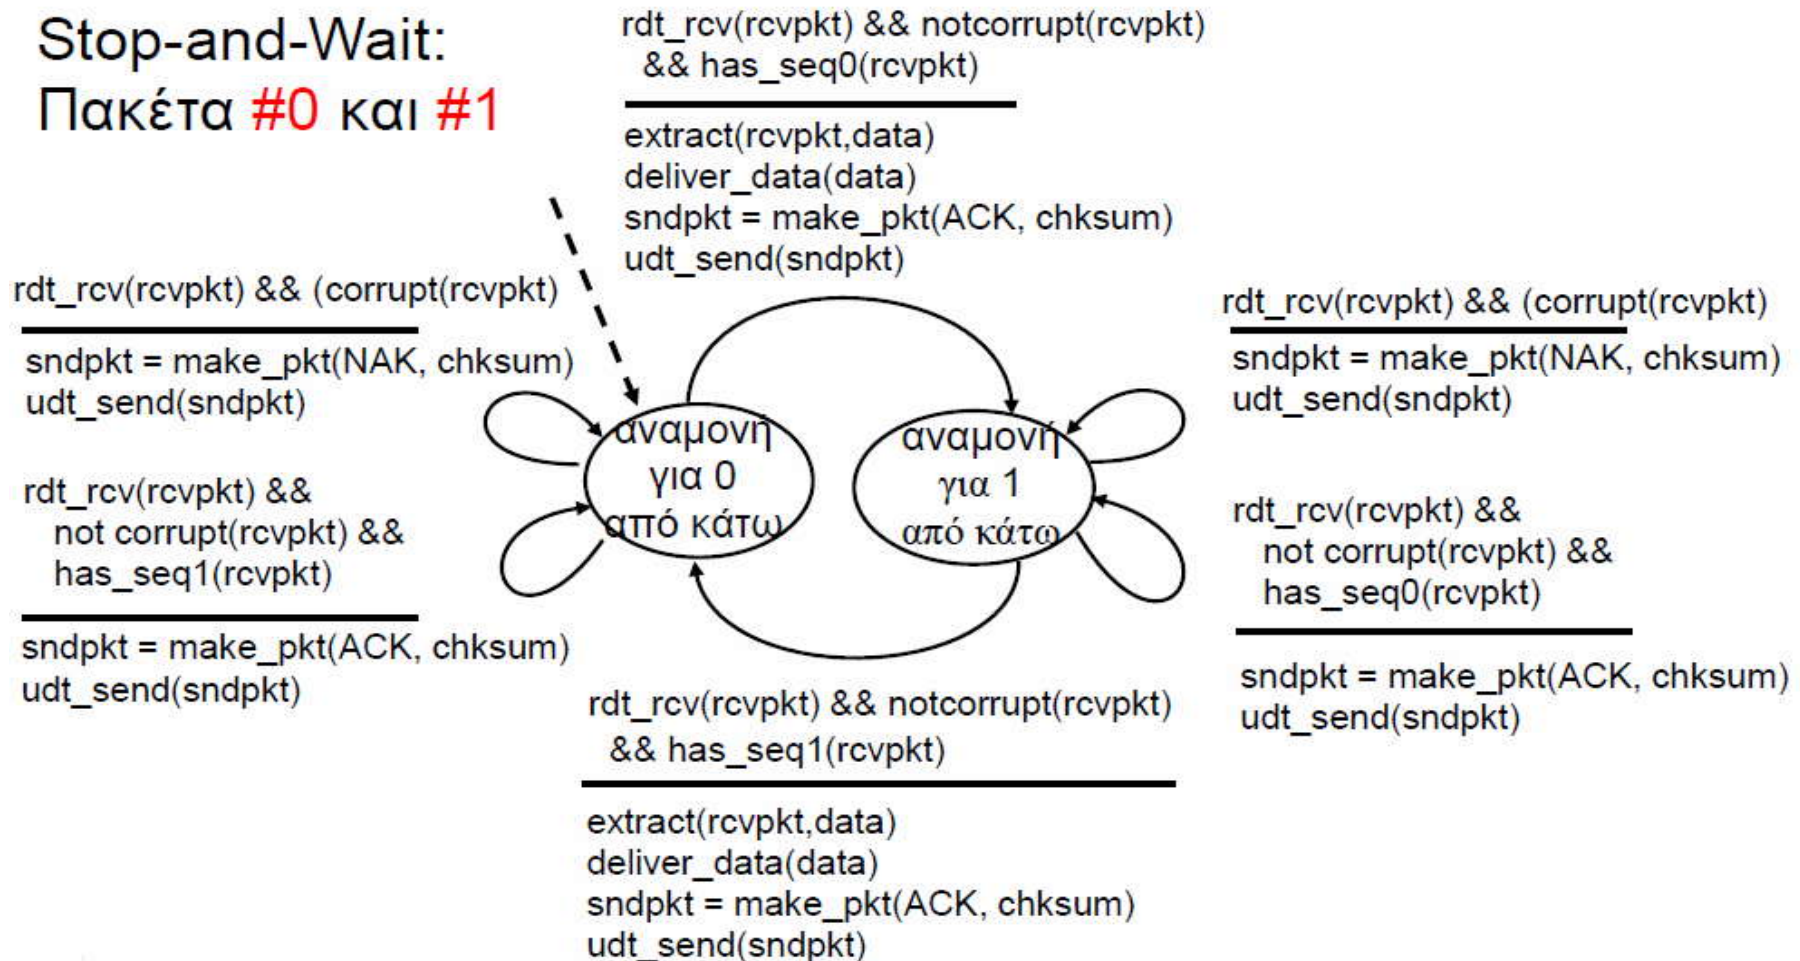 Stop-and-Wait:
Πακέτα #0 και #1
rdt_rcv(rcvpkt) && notcorrupt(rcvpkt)
&& has_seq0(rcvpkt)
extract(rcvpkt,data)
deliver_data(data)
sndpkt = make_pkt(ACK, chksum)
udt_send(sndpkt)
rdt_rcv(rcvpkt) && (corrupt(rcvpkt)
sndpkt = make_pkt(NAK, chksum)
udt_send(sndpkt)
rdt_rcv(rcvpkt) &&
not corrupt(rcvpkt) &&
has_seq1(rcvpkt)
sndpkt = make_pkt(ACK, chksum)
udt_send(sndpkt)
αναμονή
για 0
από κάτω
αναμονή
για 1
από κάτω
rdt_rcv(rcvpkt) && (corrupt(rcvpkt)
sndpkt = make_pkt(NAK, chksum)
udt_send(sndpkt)
rdt_rcv(rcvpkt) &&
not corrupt(rcvpkt) &&
has_seq0(rcvpkt)
sndpkt = make_pkt(ACK, chksum)
udt_send(sndpkt)
rdt_rcv(rcvpkt) && notcorrupt(rcvpkt)
&& has_seq1(rcvpkt)
extract(rcvpkt,data)
deliver_data(data)
sndpkt = make_pkt(ACK, chksum)
udt_send(sndpkt)